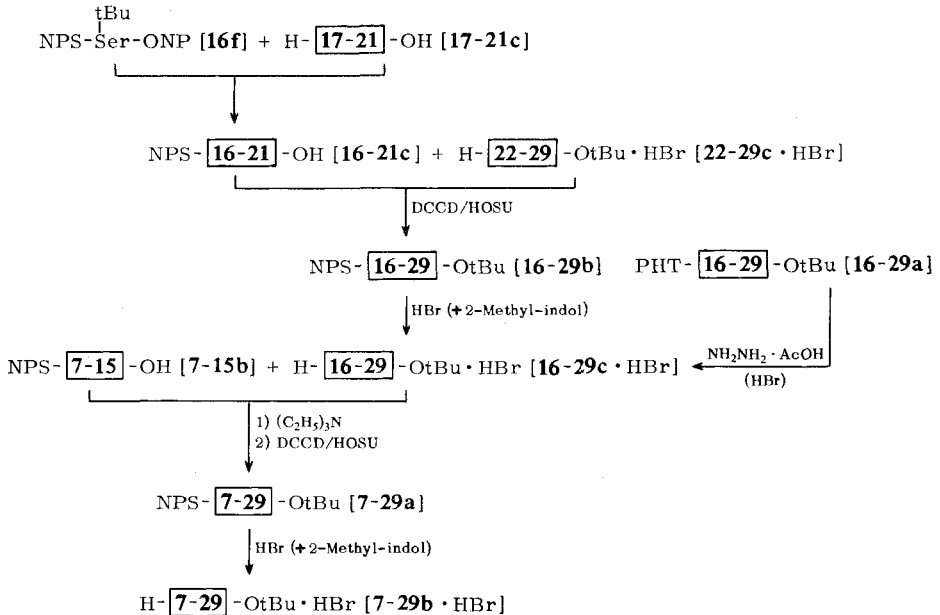 tBu
NPS-Ser-ONP [16f] + H-17-21-OH [17-21c]
NPS-16-21-OH [16-21c] + H-22-29-OtBu·HBr [22-29c·HBr]
DCCD/HOSU
NPS-16-29-OtBu [16-29b] PHT-16-29-OtBu [16-29a]
HBr (+2-Methyl-indol)
NH₂NH₂·AcOH
(HBr)
NPS-7-15-OH [7-15b] + H-16-29-OtBu·HBr [16-29c·HBr]
1) (C₂H₅)₃N
2) DCCD/HOSU
NPS-7-29-OtBu [7-29a]
HBr (+2-Methyl-indol)
H-7-29-OtBu·HBr [7-29b·HBr]